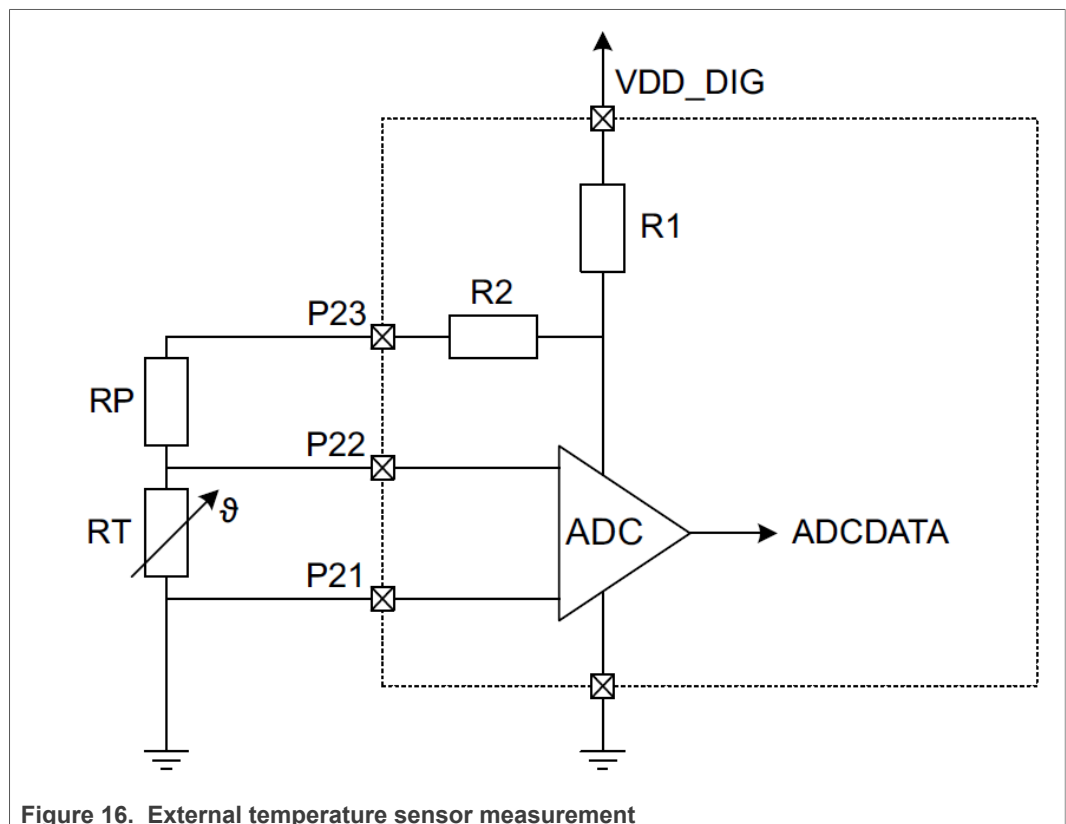 VDD_DIG
R1
R2
P23
RP
P22
RT
ϑ
ADC
ADCDATA
P21
Figure 16. External temperature sensor measurement